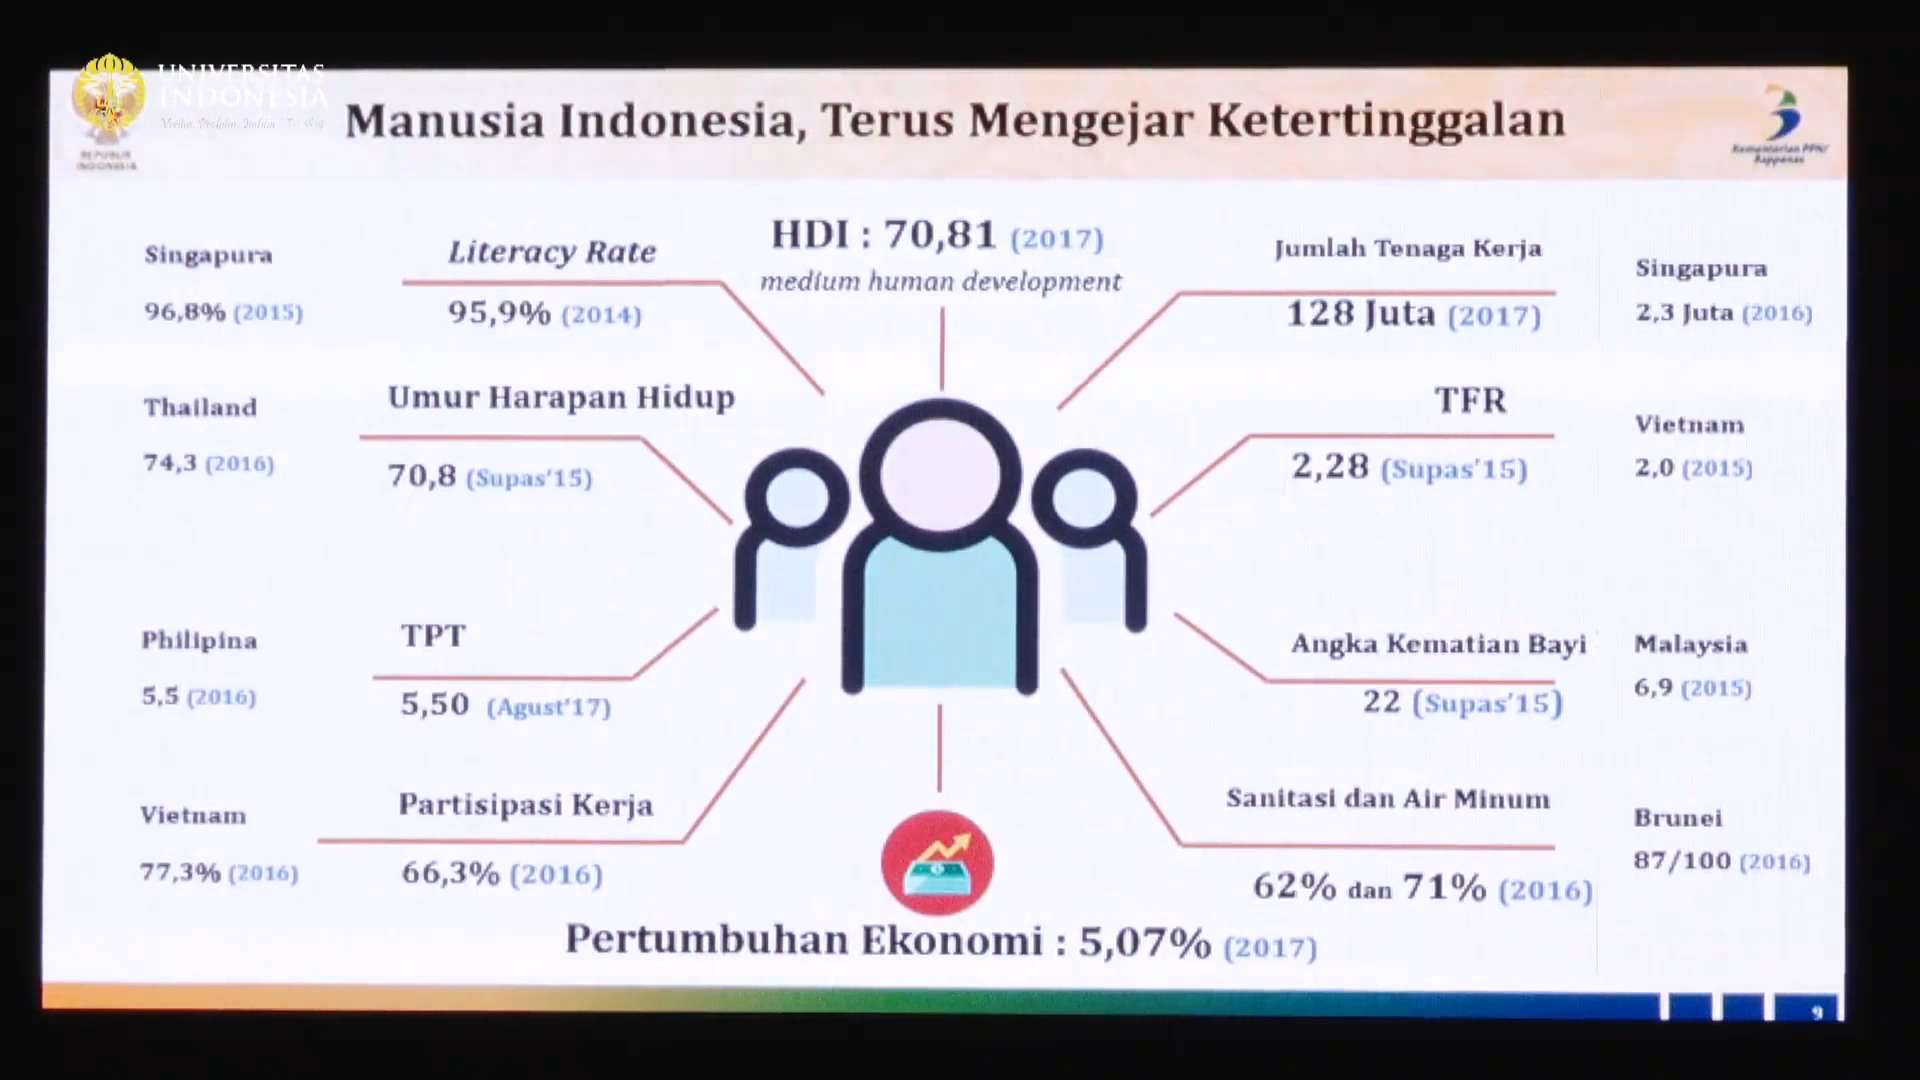 UNIVERSITAS
INDONESIA
REPUBLIK
INDONESIA
Manusia Indonesia, Terus Mengejar Ketertinggalan
Kementerian PPN/
Bappenas
HDI : 70,81 (2017)
medium human development
Singapura
96,8% (2015)
Literacy Rate
95,9% (2014)
Jumlah Tenaga Kerja
128 Juta (2017)
Singapura
2,3 Juta (2016)
Thailand
74,3 (2016)
Umur Harapan Hidup
70,8 (Supas'15)
TFR
2,28 (Supas'15)
Vietnam
2,0 (2015)
Philipina
5,5 (2016)
TPT
5,50 (Agust'17)
Angka Kematian Bayi
22 (Supas'15)
Malaysia
6,9 (2015)
Vietnam
77,3% (2016)
Partisipasi Kerja
66,3% (2016)
Sanitasi dan Air Minum
62% dan 71% (2016)
Brunei
87/100 (2016)
Pertumbuhan Ekonomi : 5,07% (2017)
9